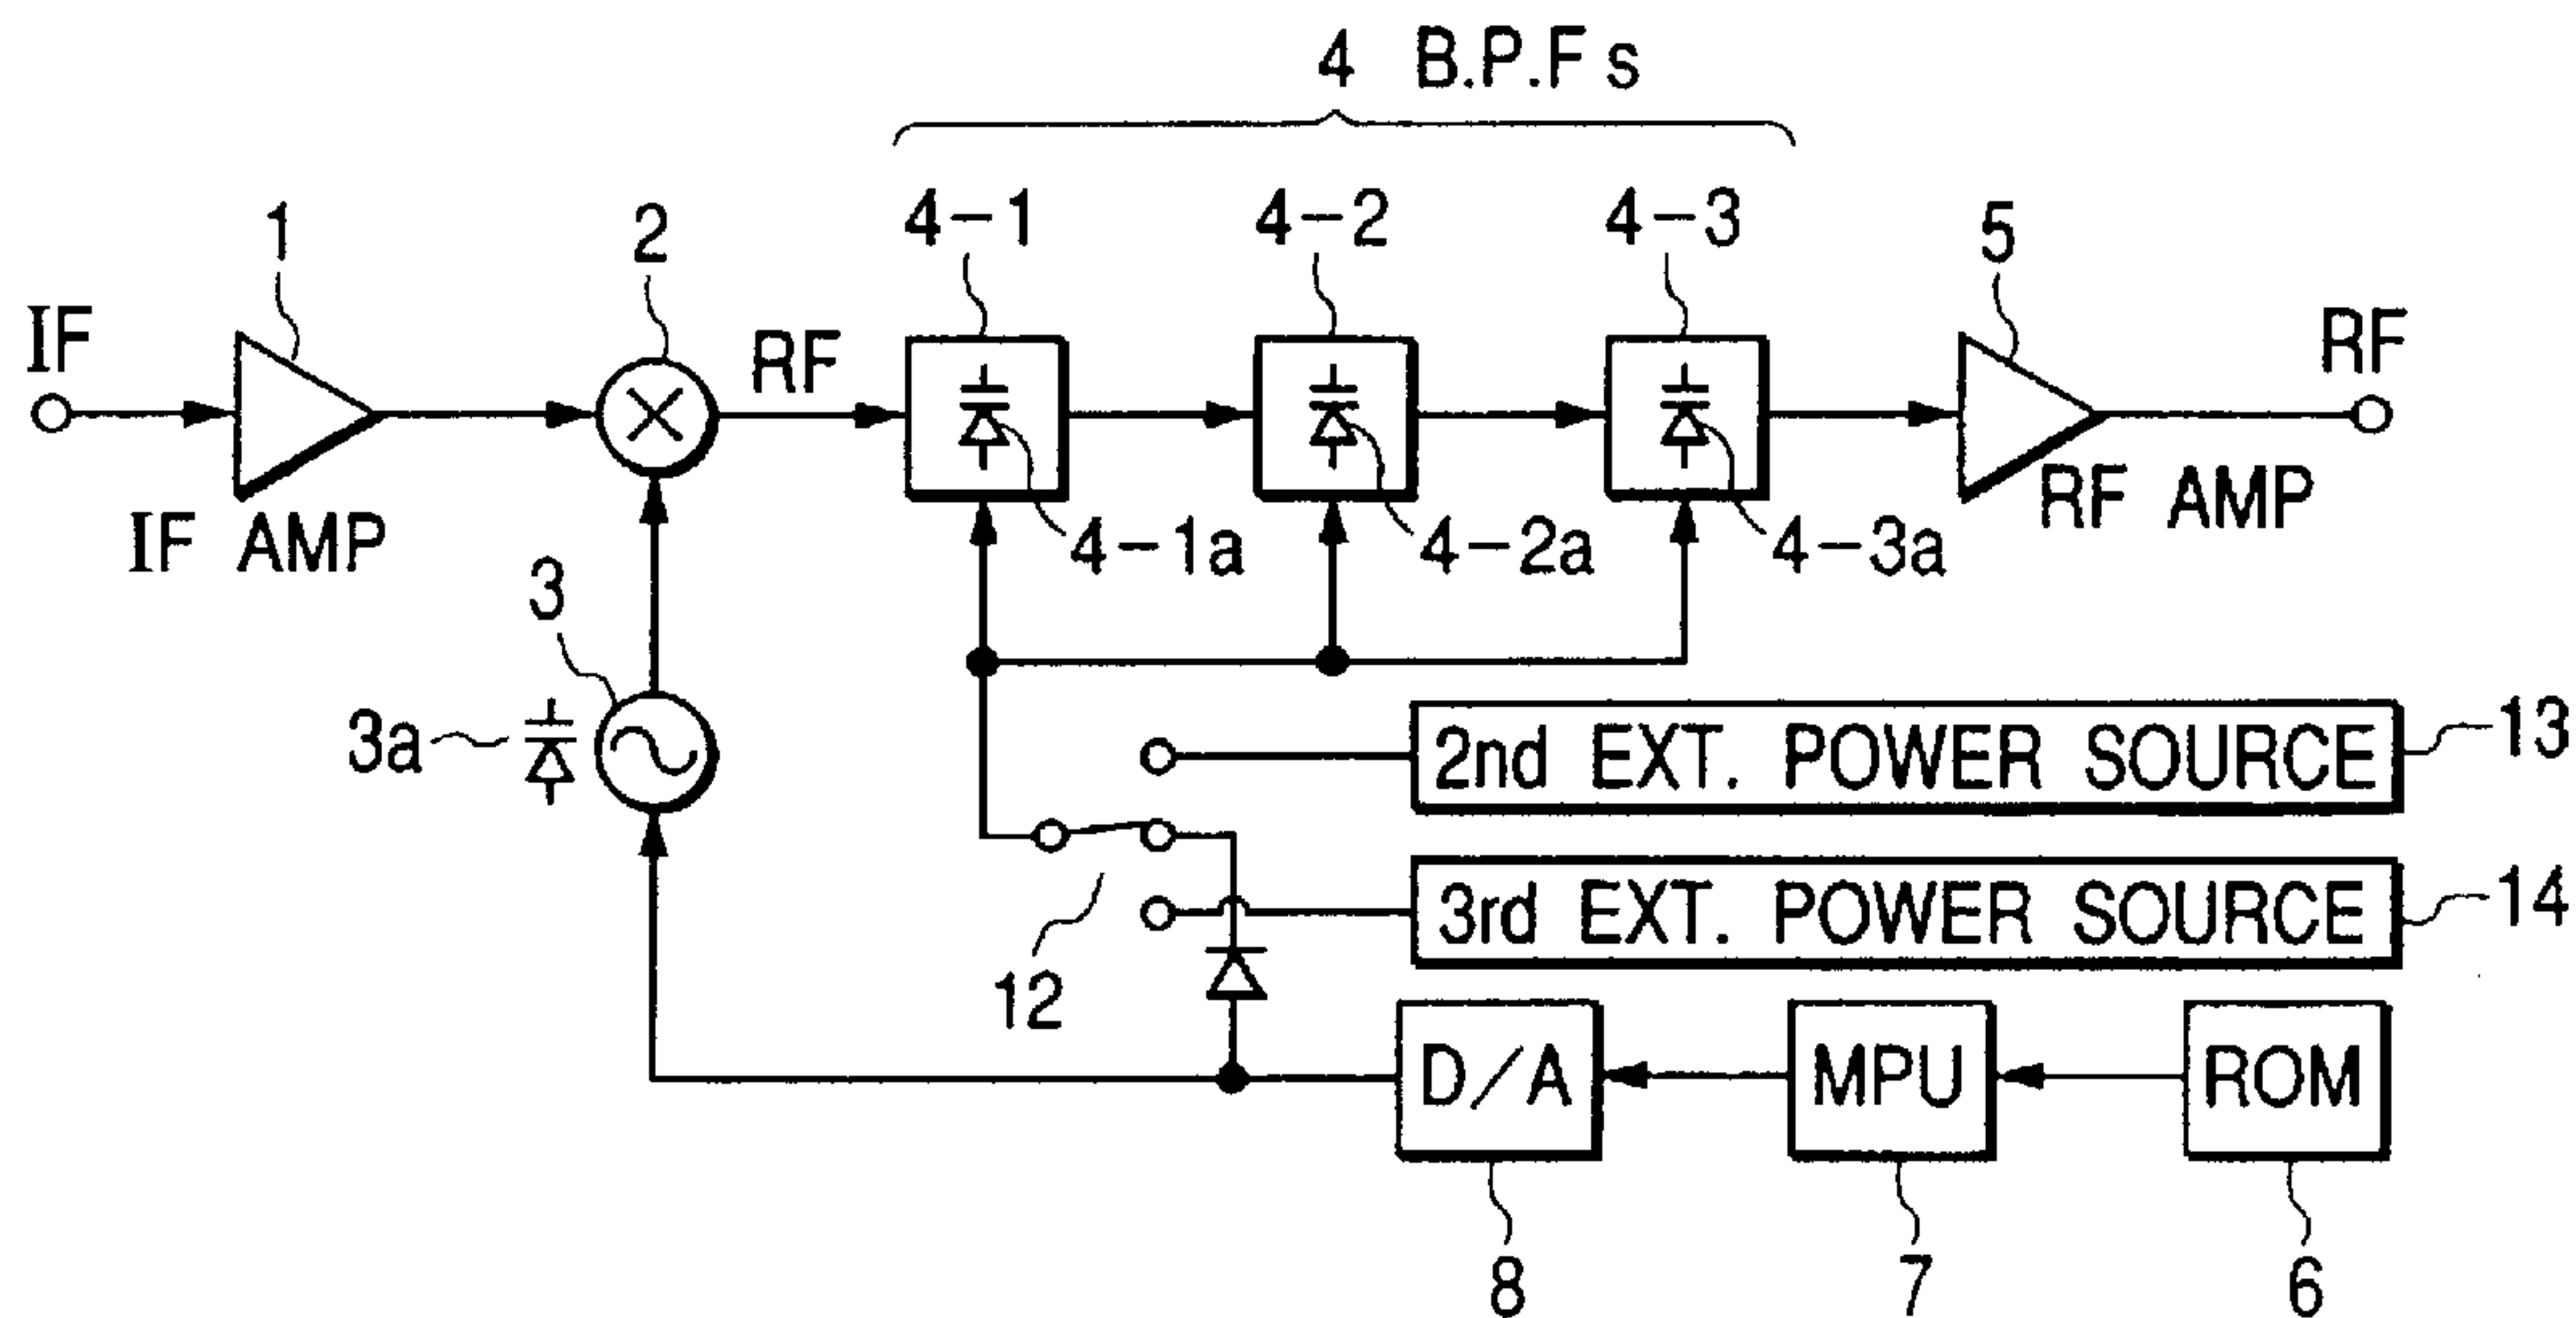 4 B.P.F s
4-1
4-2
4-3
1
2
5
IF
RF
RF
IF AMP
4-1a
4-2a
4-3a
RF AMP
3
3a
2nd EXT. POWER SOURCE
13
3rd EXT. POWER SOURCE
14
12
D/A
MPU
ROM
8
7
6